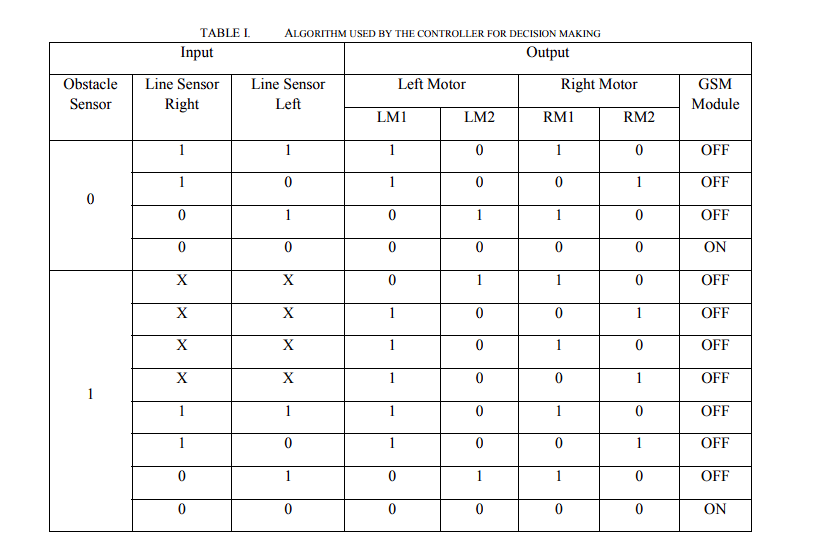 TABLE I. ALGORITHM USED BY THE CONTROLLER FOR DECISION MAKING
Input Output
Obstacle Sensor Line Sensor Right Line Sensor Left Left Motor Right Motor GSM Module
LM1 LM2 RM1 RM2
0
1 1 1 0 1 0 OFF
1 0 1 0 0 1 OFF
0 1 0 1 1 0 OFF
0 0 0 0 0 0 ON
1
X X 0 1 1 0 OFF
X X 1 0 0 1 OFF
X X 1 0 1 0 OFF
X X 1 0 0 1 OFF
1 1 1 0 1 0 OFF
1 0 1 0 0 1 OFF
0 1 0 1 1 0 OFF
0 0 0 0 0 0 ON